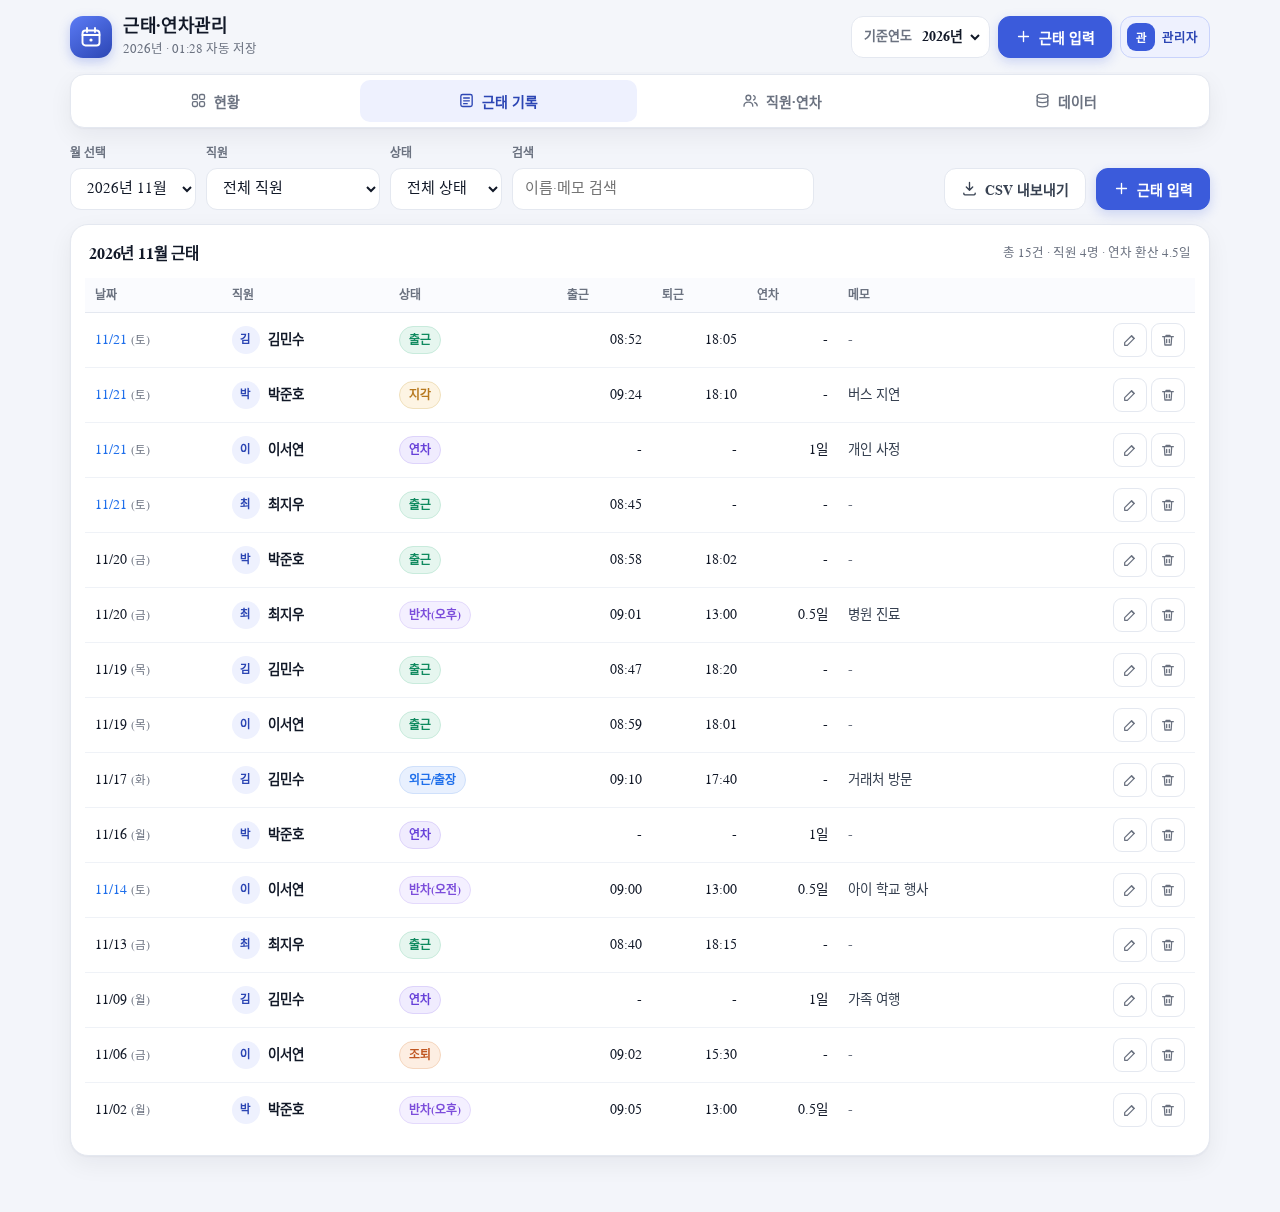 근태·연차관리
2026년 · 01:28 자동 저장
기준연도 2026년
근태 입력
관 관리자
현황
근태 기록
직원·연차
데이터
월 선택 직원 상태 검색
2026년 11월 전체 직원 전체 상태 이름·메모 검색 CSV 내보내기 근태 입력
2026년 11월 근태
총 15건 · 직원 4명 · 연차 환산 4.5일
날짜 직원 상태 출근 퇴근 연차 메모
11/21 (토) 김 김민수 출근 08:52 18:05 - -
11/21 (토) 박 박준호 지각 09:24 18:10 - 버스 지연
11/21 (토) 이 이서연 연차 - - 1일 개인 사정
11/21 (토) 최 최지우 출근 08:45 - - -
11/20 (금) 박 박준호 출근 08:58 18:02 - -
11/20 (금) 최 최지우 반차(오후) 09:01 13:00 0.5일 병원 진료
11/19 (목) 김 김민수 출근 08:47 18:20 - -
11/19 (목) 이 이서연 출근 08:59 18:01 - -
11/17 (화) 김 김민수 외근/출장 09:10 17:40 - 거래처 방문
11/16 (월) 박 박준호 연차 - - 1일 -
11/14 (토) 이 이서연 반차(오전) 09:00 13:00 0.5일 아이 학교 행사
11/13 (금) 최 최지우 출근 08:40 18:15 - -
11/09 (월) 김 김민수 연차 - - 1일 가족 여행
11/06 (금) 이 이서연 조퇴 09:02 15:30 - -
11/02 (월) 박 박준호 반차(오후) 09:05 13:00 0.5일 -